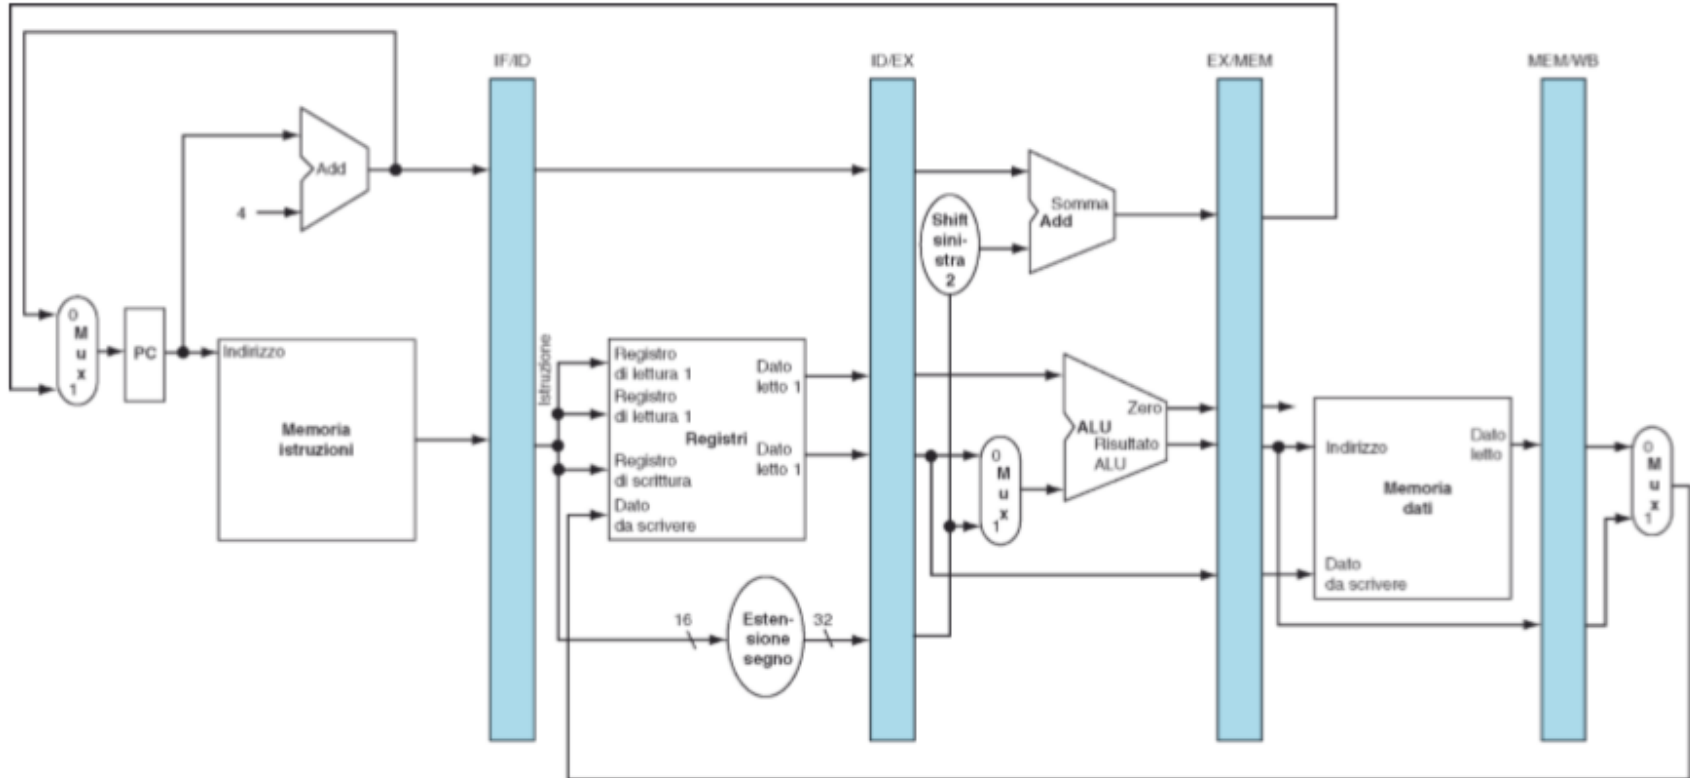 IF/ID
ID/EX
EX/MEM
MEM/WB
Add
4
0
M
u
x
1
PC
Indirizzo
Memoria
istruzioni
Istruzione
Registro
di lettura 1
Registro
di lettura 1
Registri
Registro
di scrittura
Dato
da scrivere
Dato
letto 1
Dato
letto 1
16
Esten-
sione
segno
32
Shift
sini-
stra
2
Somma
Add
0
M
u
x
1
Zero
ALU
Risultato
ALU
Indirizzo
Dato
letto
Memoria
dati
Dato
da scrivere
0
M
u
x
1